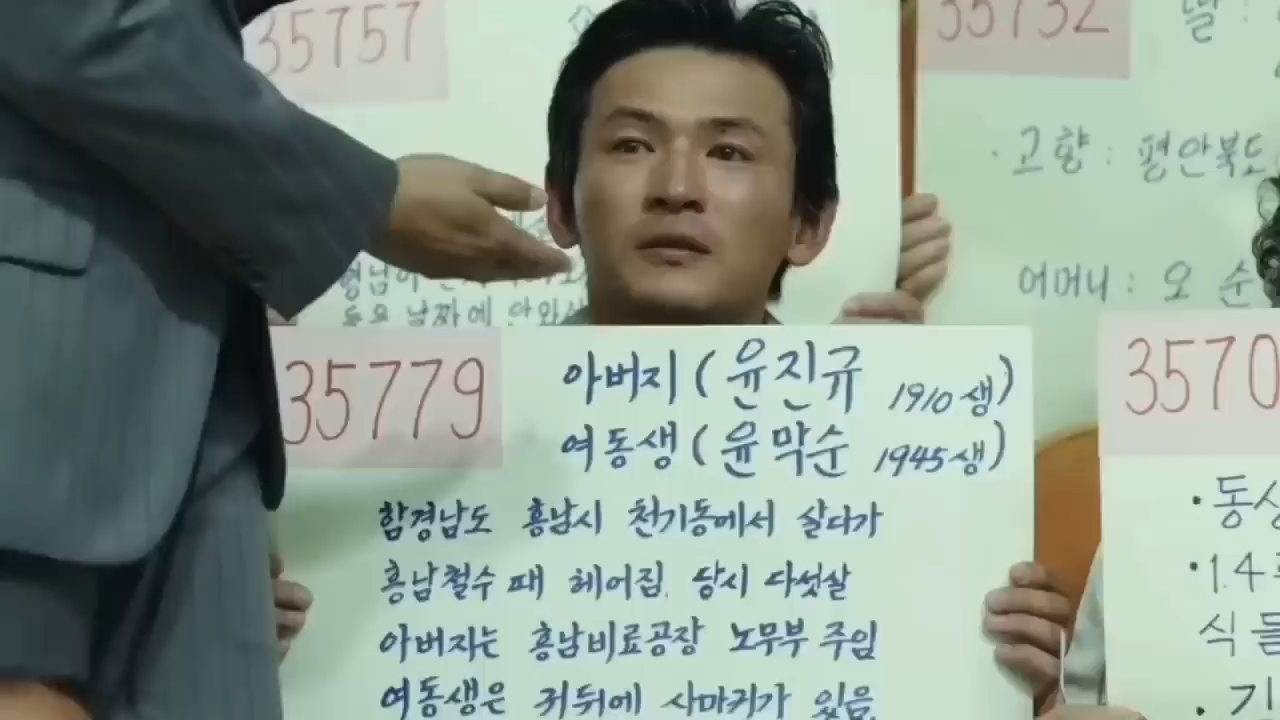 35757
35732
딸 :
· 고향 : 평안북도
어머니 : 오 순
35779
아버지 (윤진규 1910생)
여동생 (윤막순 1945생)
함경남도 흥남시 천기동에서 살다가
흥남철수 때 헤어짐. 당시 다섯살
아버지는 흥남비료공장 노무부 주임
여동생은 귀뒤에 사마귀가 있음.
3570
· 동생
· 1.4후
식 들
· 기